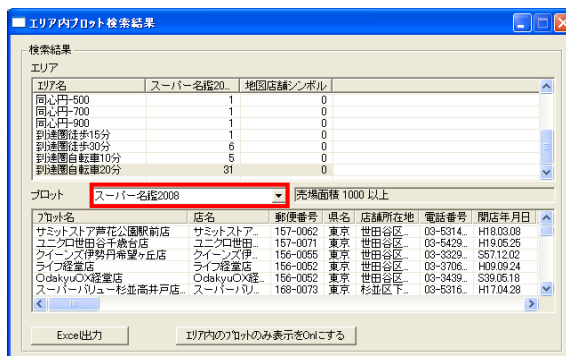 エリア内プロット検索結果
検索結果
エリア
エリア名 スーパー名鑑20... 地図店舗シンボル
同心円-500 1 0
同心円-700 1 0
同心円-900 1 0
到達圏徒歩15分 1 0
到達圏徒歩30分 6 0
到達圏自転車10分 5 0
到達圏自転車20分 31 0
プロット スーパー名鑑2008 売場面積 1000 以上
プロット名 店名 郵便番号 県名 店舗所在地 電話番号 開店年月日
サミットストア芦花公園駅前店 サミットストア... 157-0062 東京 世田谷区... 03-5314... H18.03.08
ユニクロ世田谷千歳台店 ユニクロ世田... 157-0071 東京 世田谷区... 03-5429... H19.05.25
クイーンズ伊勢丹希望ヶ丘店 クイーンズ伊... 156-0055 東京 世田谷区... 03-3329... S57.12.02
ライフ経堂店 ライフ経堂店 156-0052 東京 世田谷区... 03-3706... H09.09.24
OdakyuOX経堂店 OdakyuOX経... 156-0052 東京 世田谷区... 03-3439... S39.05.18
スーパーバリュー杉並高井戸店... スーパーバリ... 168-0073 東京 杉並区下... 03-5316... H17.04.28
Excel出力 エリア内のプロットのみ表示をOnにする